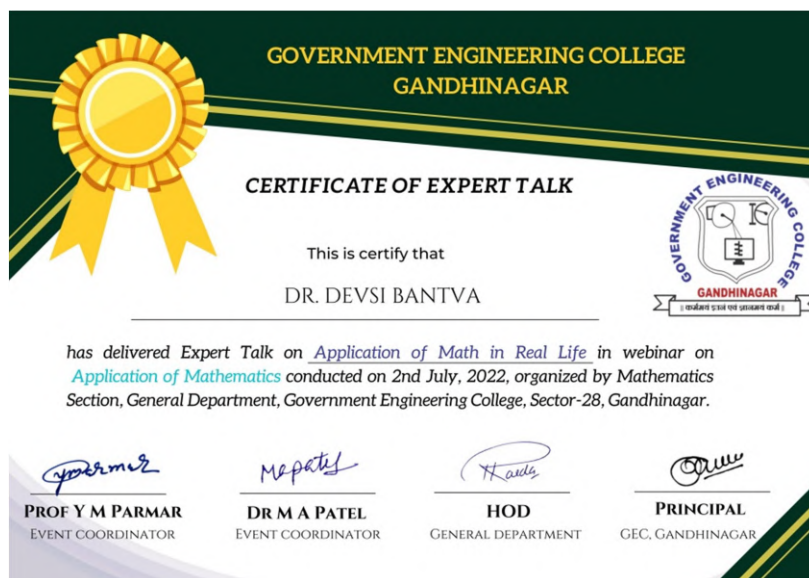 GOVERNMENT ENGINEERING COLLEGE
GANDHINAGAR
CERTIFICATE OF EXPERT TALK
GOVERNMENT ENGINEERING COLLEGE
GANDHINAGAR
This is certify that
DR. DEVSI BANTVA
has delivered Expert Talk on Application of Math in Real Life in webinar on
Application of Mathematics conducted on 2nd July, 2022, organized by Mathematics
Section, General Department, Government Engineering College, Sector-28, Gandhinagar.
PROF Y M PARMAR
DR M A PATEL
HOD
PRINCIPAL
EVENT COORDINATOR
EVENT COORDINATOR
GENERAL DEPARTMENT
GEC, GANDHINAGAR